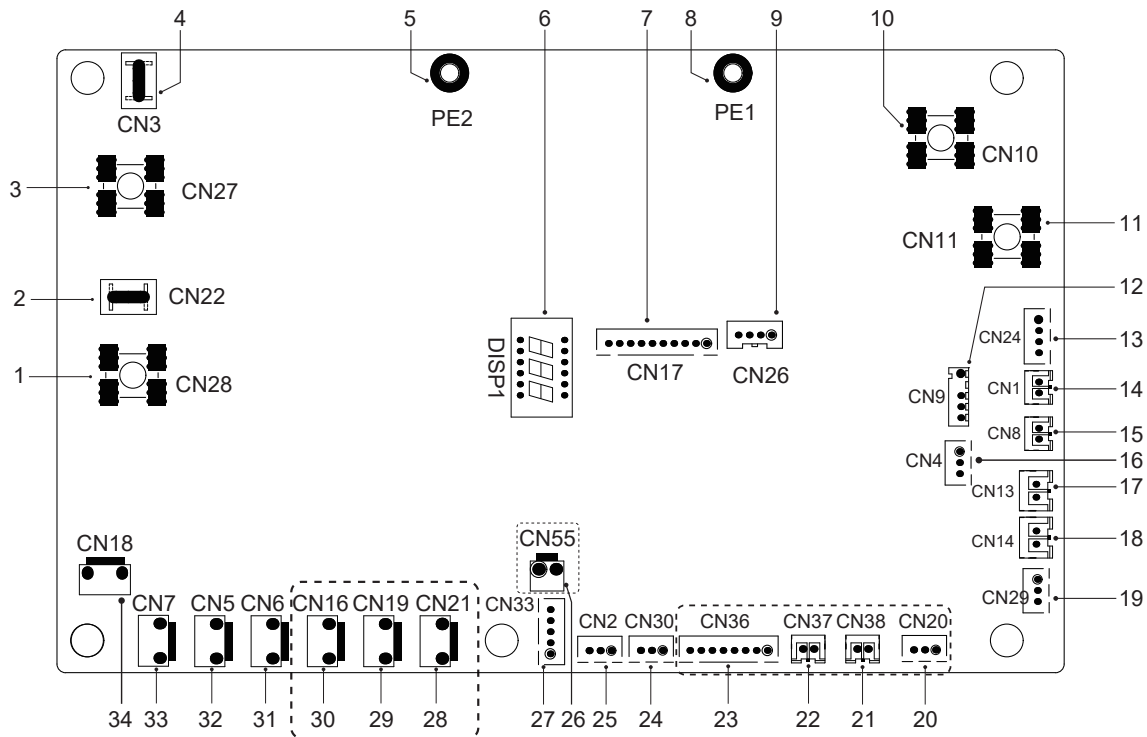 4 5 6 7 8 9 10
CN3 PE2 PE1
CN10
3 CN27
CN11 11
12
2 CN22
CN24 13
DISP1 CN17 CN26
1 CN28
CN9 CN1 14
CN8 15
CN4 16
CN13 17
CN14 18
CN18 CN55
CN29 19
CN7 CN5 CN6 CN16 CN19 CN21 CN33 CN2 CN30 CN36 CN37 CN38 CN20
34 33 32 31 30 29 28 27 26 25 24 23 22 21 20